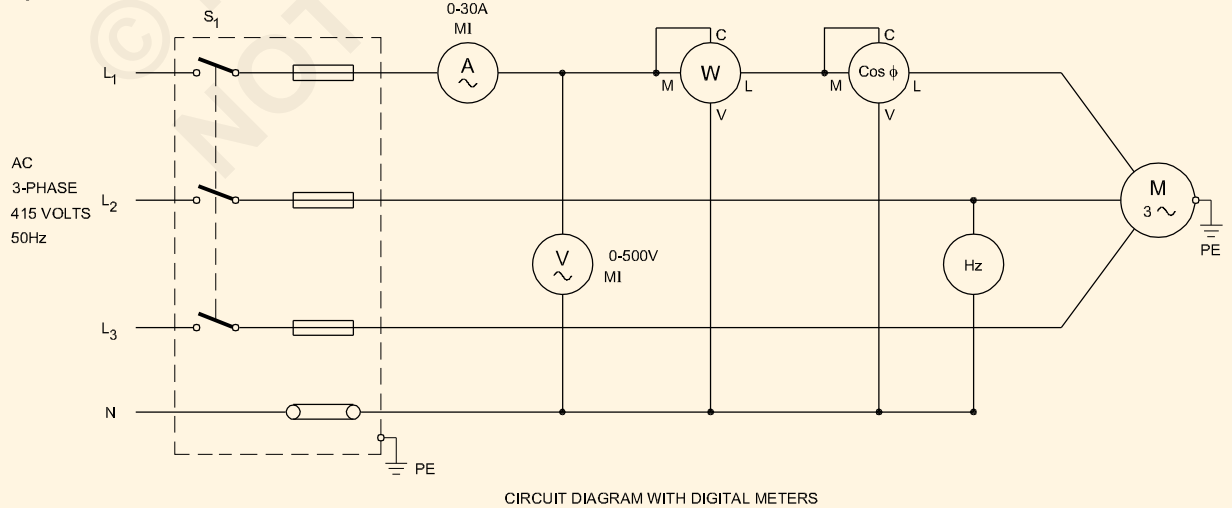 © 
NOT
S1
0-30A
MI
L1
A
C
W
M
L
V
C
Cos ϕ
M
L
V
AC
3-PHASE
415 VOLTS
50Hz
L2
M
3
PE
V
0-500V
MI
Hz
L3
N
PE
CIRCUIT DIAGRAM WITH DIGITAL METERS